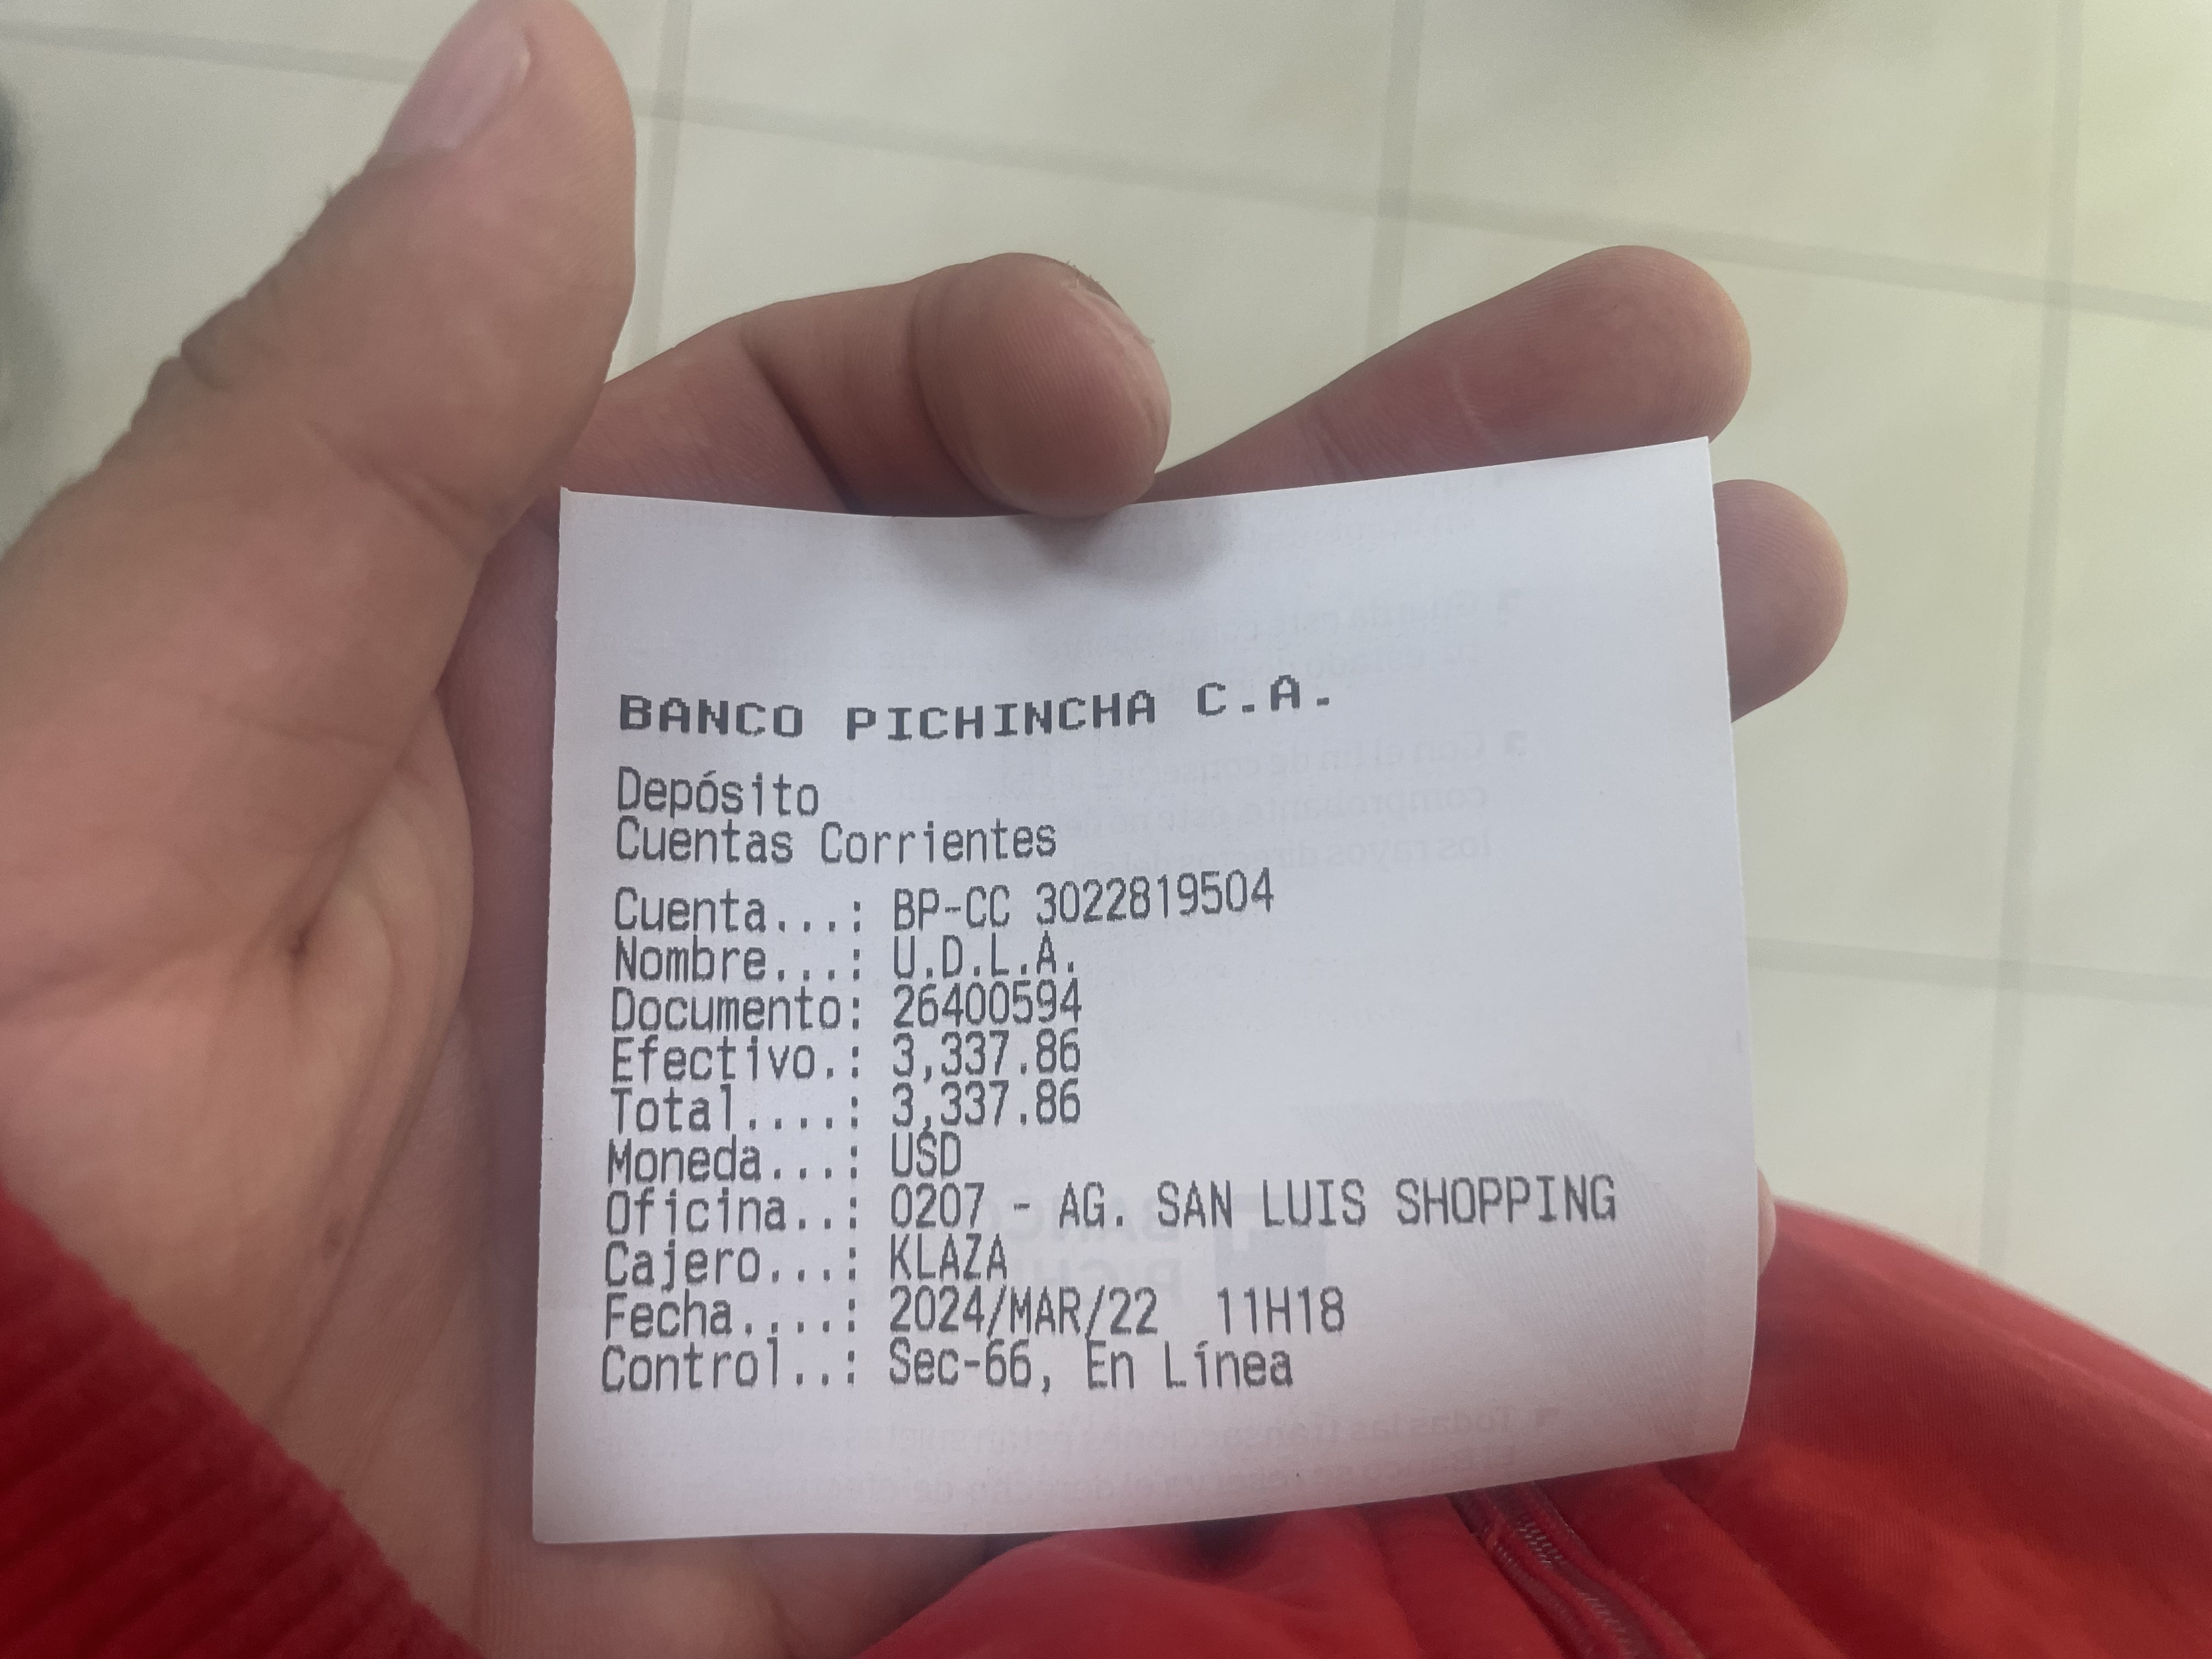 BANCO PICHINCHA C.A.
Depósito
Cuentas Corrientes
Cuenta...: BP-CC 3022819504
Nombre...: U.D.L.A.
Documento: 26400594
Efectivo.: 3,337.86
Total....: 3,337.86
Moneda...: USD
Oficina..: 0207 - AG. SAN LUIS SHOPPING
Cajero...: KLAZA
Fecha....: 2024/MAR/22 11H18
Control..: Sec-66, En Línea